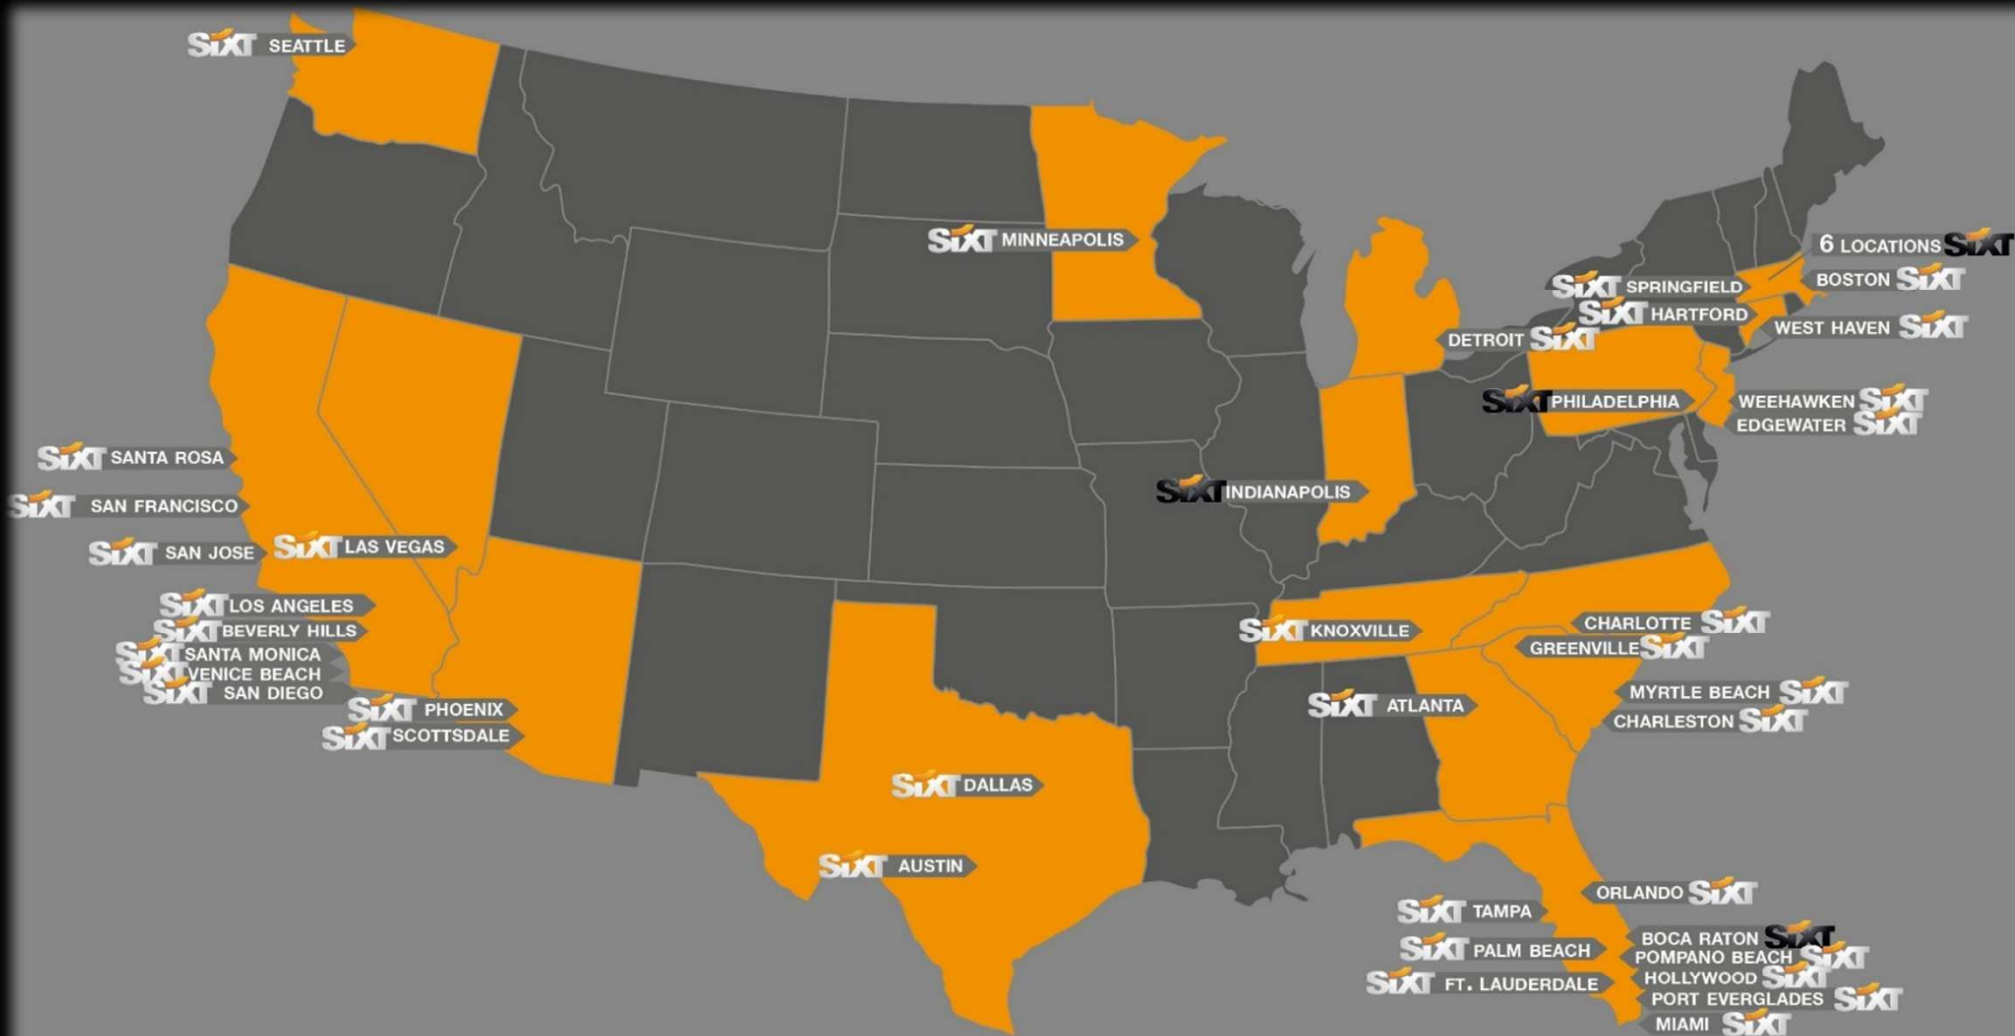 SIXT SEATTLE
SIXT MINNEAPOLIS
6 LOCATIONS SIXT
SIXT SPRINGFIELD
BOSTON SIXT
SIXT HARTFORD
WEST HAVEN SIXT
DETROIT SIXT
SIXT PHILADELPHIA
WEEHAWKEN SIXT
EDGEWATER SIXT
SIXT SANTA ROSA
SIXT INDIANAPOLIS
SIXT SAN FRANCISCO
SIXT SAN JOSE
SIXT LAS VEGAS
SIXT LOS ANGELES
SIXT BEVERLY HILLS
SIXT SANTA MONICA
SIXT VENICE BEACH
SIXT SAN DIEGO
SIXT KNOXVILLE
CHARLOTTE SIXT
GREENVILLE SIXT
SIXT PHOENIX
SIXT SCOTTSDALE
SIXT ATLANTA
MYRTLE BEACH SIXT
CHARLESTON SIXT
SIXT DALLAS
SIXT AUSTIN
ORLANDO SIXT
SIXT TAMPA
BOCA RATON SIXT
SIXT PALM BEACH
POMPANO BEACH SIXT
HOLLYWOOD SIXT
SIXT FT. LAUDERDALE
PORT EVERGLADES SIXT
MIAMI SIXT